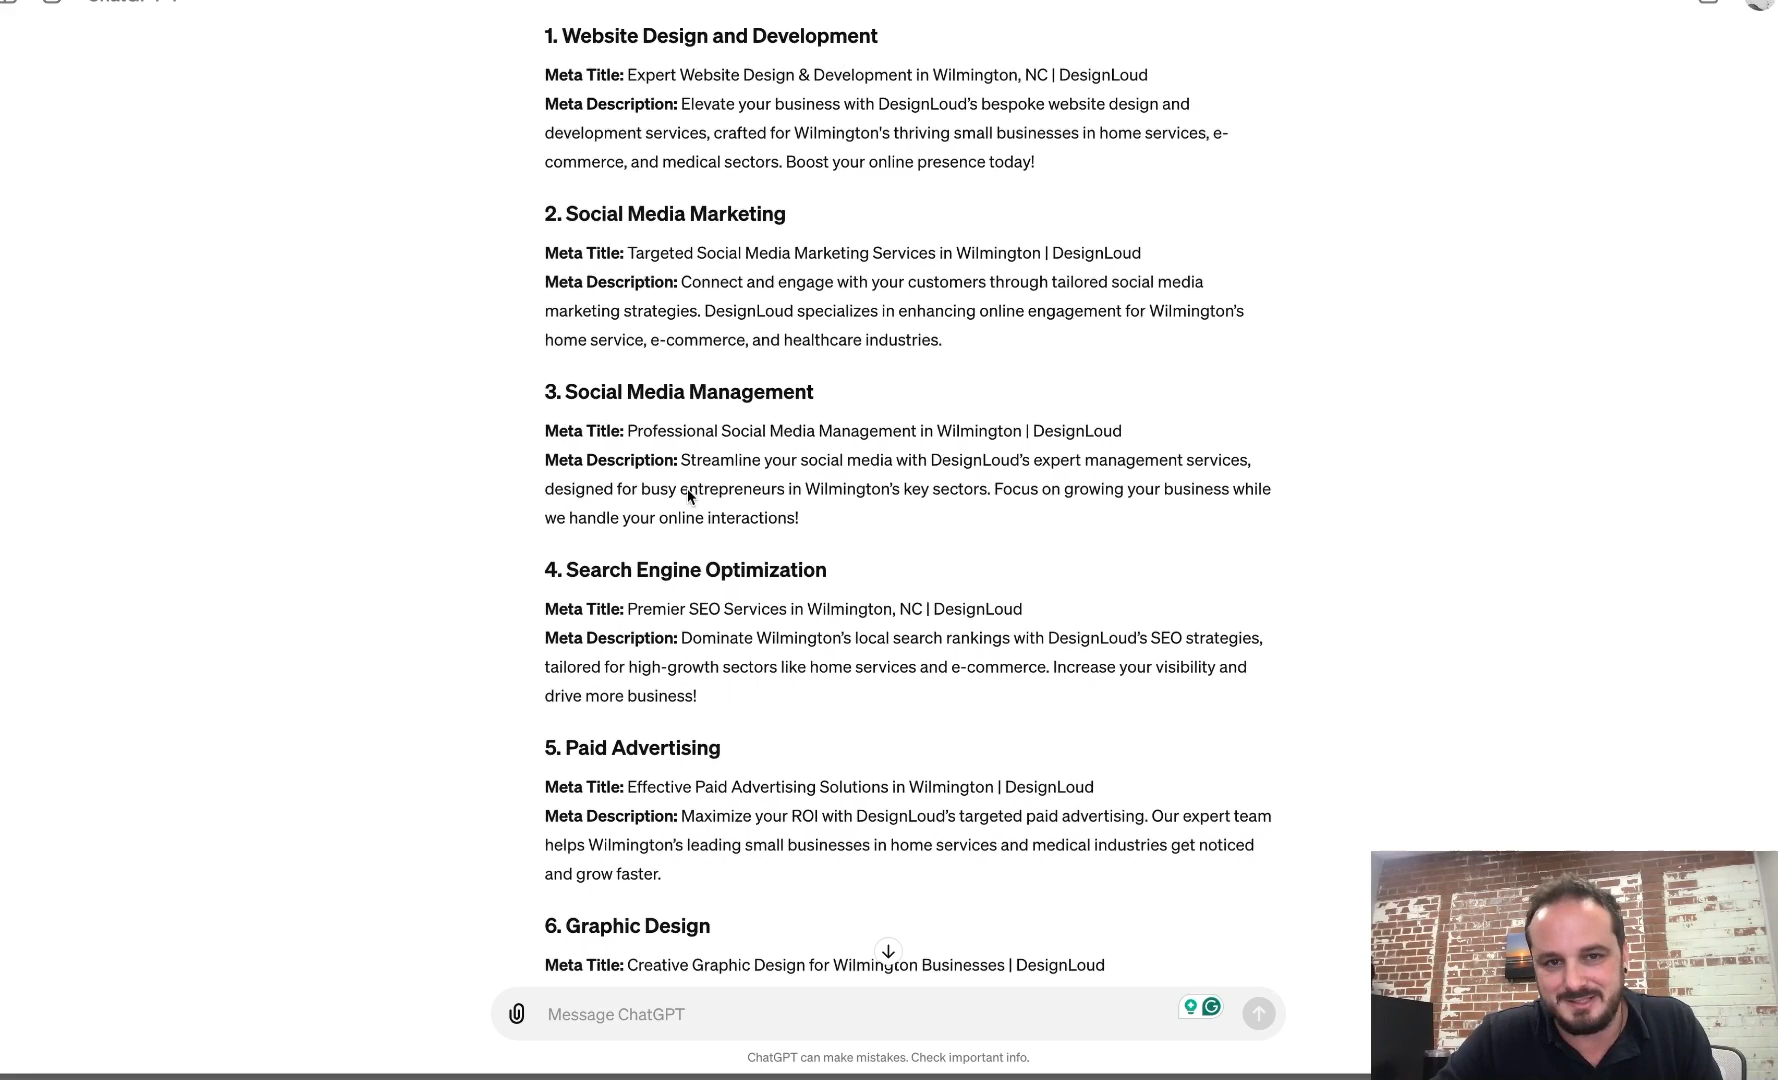 1. Website Design and Development
Meta Title: Expert Website Design & Development in Wilmington, NC | DesignLoud
Meta Description: Elevate your business with DesignLoud’s bespoke website design and
development services, crafted for Wilmington's thriving small businesses in home services, e-
commerce, and medical sectors. Boost your online presence today!
2. Social Media Marketing
Meta Title: Targeted Social Media Marketing Services in Wilmington | DesignLoud
Meta Description: Connect and engage with your customers through tailored social media
marketing strategies. DesignLoud specializes in enhancing online engagement for Wilmington’s
home service, e-commerce, and healthcare industries.
3. Social Media Management
Meta Title: Professional Social Media Management in Wilmington | DesignLoud
Meta Description: Streamline your social media with DesignLoud’s expert management services,
designed for busy entrepreneurs in Wilmington’s key sectors. Focus on growing your business while
we handle your online interactions!
4. Search Engine Optimization
Meta Title: Premier SEO Services in Wilmington, NC | DesignLoud
Meta Description: Dominate Wilmington’s local search rankings with DesignLoud’s SEO strategies,
tailored for high-growth sectors like home services and e-commerce. Increase your visibility and
drive more business!
5. Paid Advertising
Meta Title: Effective Paid Advertising Solutions in Wilmington | DesignLoud
Meta Description: Maximize your ROI with DesignLoud’s targeted paid advertising. Our expert team
helps Wilmington’s leading small businesses in home services and medical industries get noticed
and grow faster.
6. Graphic Design
Meta Title: Creative Graphic Design for Wilmington Businesses | DesignLoud
Message ChatGPT
ChatGPT can make mistakes. Check important info.